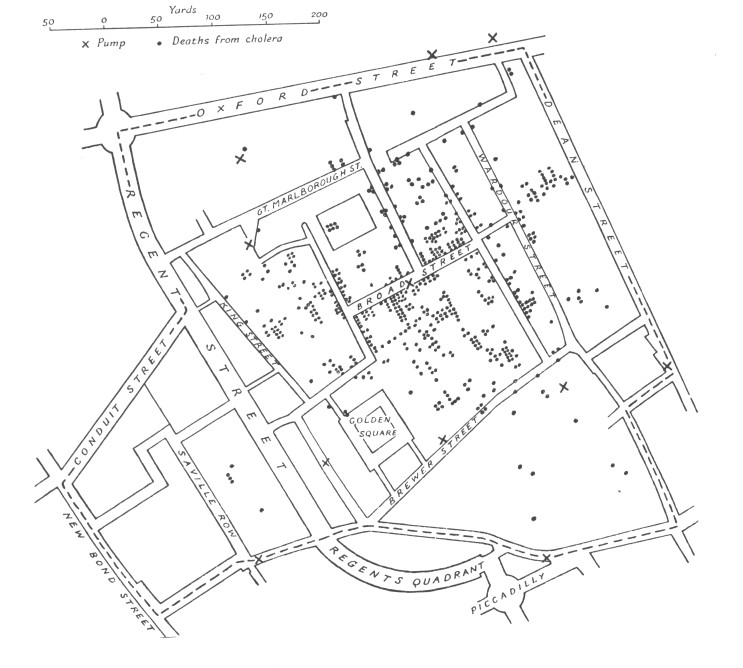 Yards
50 0 50 100 150 200
x Pump • Deaths from cholera
OXFORD STREET
DEAN STREET
WARDOUR STREET
GT. MARLBOROUGH ST.
REGENT STREET
BROAD STREET
KING STREET
CONDUIT STREET
GOLDEN
SQUARE
BREWER STREET
SAVILLE ROW
NEW BOND STREET
REGENTS QUADRANT
PICCADILLY